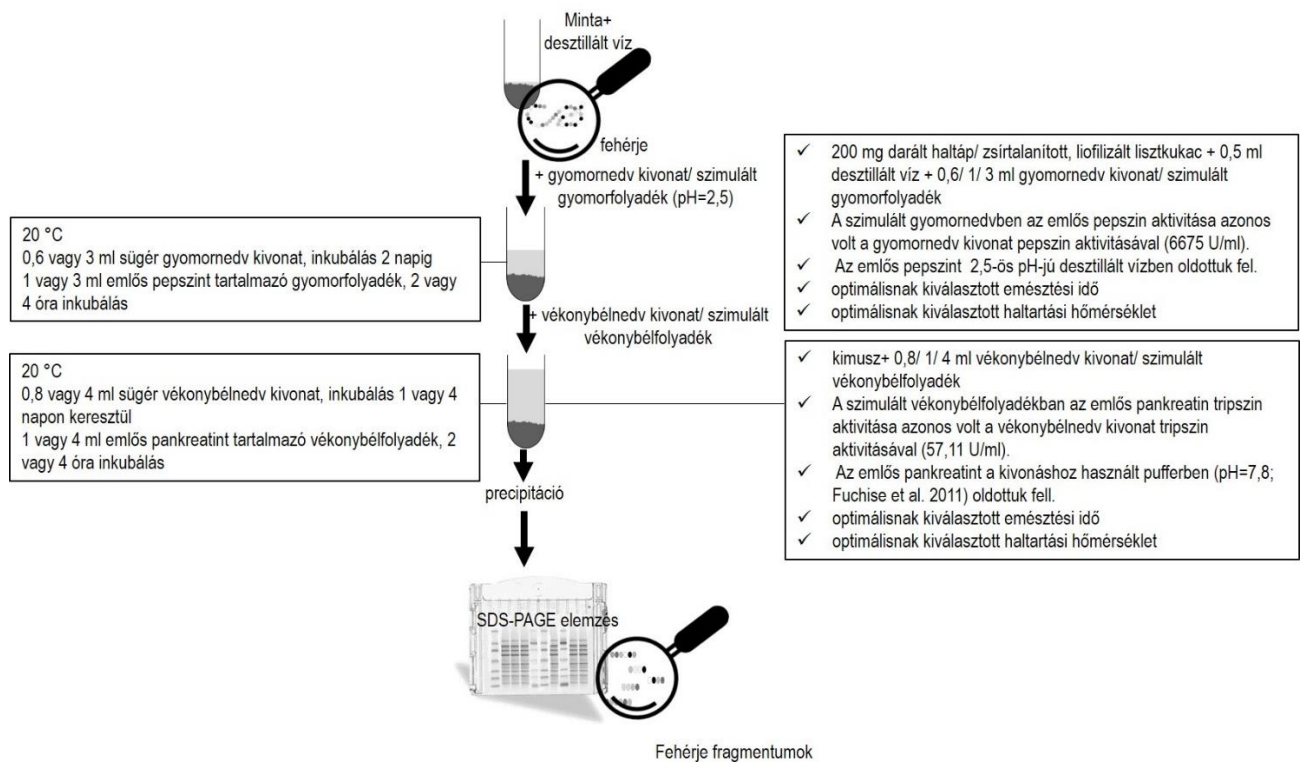 Minta+
desztillált víz
fehérje
+ gyomornedv kivonat/ szimulált
gyomorfolyadék (pH=2,5)
20 °C
0,6 vagy 3 ml sügér gyomornedv kivonat, inkubálás 2 napig
1 vagy 3 ml emlős pepszint tartalmazó gyomorfolyadék, 2 vagy
4 óra inkubálás
✓ 200 mg darált haltáp/ zsírtalanított, liofilizált lisztkukac + 0,5 ml
desztillált víz + 0,6/ 1/ 3 ml gyomornedv kivonat/ szimulált
gyomorfolyadék
✓ A szimulált gyomornedvben az emlős pepszin aktivitása azonos
volt a gyomornedv kivonat pepszin aktivitásával (6675 U/ml).
✓ Az emlős pepszint 2,5-ös pH-jú desztillált vízben oldottuk fel.
✓ optimálisnak kiválasztott emésztési idő
✓ optimálisnak kiválasztott haltartási hőmérséklet
+ vékonybélnedv kivonat/ szimulált
vékonybélfolyadék
20 °C
0,8 vagy 4 ml sügér vékonybélnedv kivonat, inkubálás 1 vagy 4
napon keresztül
1 vagy 4 ml emlős pankreatint tartalmazó vékonybélfolyadék, 2
vagy 4 óra inkubálás
✓ kimusz+ 0,8/ 1/ 4 ml vékonybélnedv kivonat/ szimulált
vékonybélfolyadék
✓ A szimulált vékonybélfolyadékban az emlős pankreatin tripszin
aktivitása azonos volt a vékonybélnedv kivonat tripszin
aktivitásával (57,11 U/ml).
✓ Az emlős pankreatint a kivonáshoz használt pufferben (pH=7,8;
Fuchise et al. 2011) oldottuk fell.
✓ optimálisnak kiválasztott emésztési idő
✓ optimálisnak kiválasztott haltartási hőmérséklet
precipitáció
SDS-PAGE elemzés
Fehérje fragmentumok